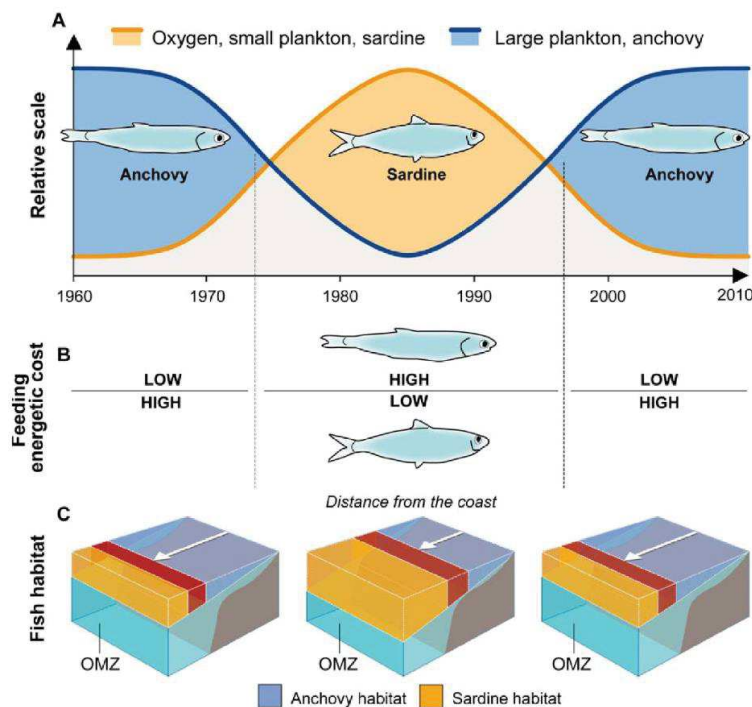 A
Oxygen, small plankton, sardine
Large plankton, anchovy
Relative scale
Anchovy
Sardine
Anchovy
1960
1970
1980
1990
2000
2010
B
Feeding
energetic cost
LOW
HIGH
LOW
HIGH
LOW
HIGH
Distance from the coast
C
Fish habitat
OMZ
OMZ
OMZ
Anchovy habitat
Sardine habitat